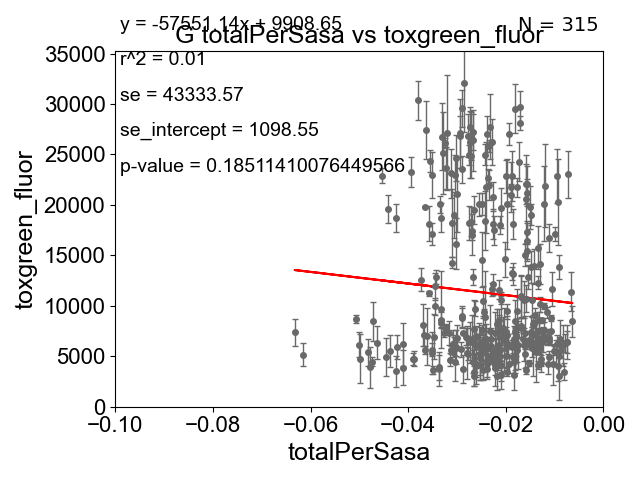 y = -57551.14x + 9908.65
N = 315
G totalPerSasa vs toxgreen_fluor
r^2 = 0.01
se = 43333.57
se_intercept = 1098.55
p-value = 0.18511410076449566
35000
30000
25000
20000
15000
10000
5000
0
toxgreen_fluor
−0.10
−0.08
−0.06
−0.04
−0.02
0.00
totalPerSasa